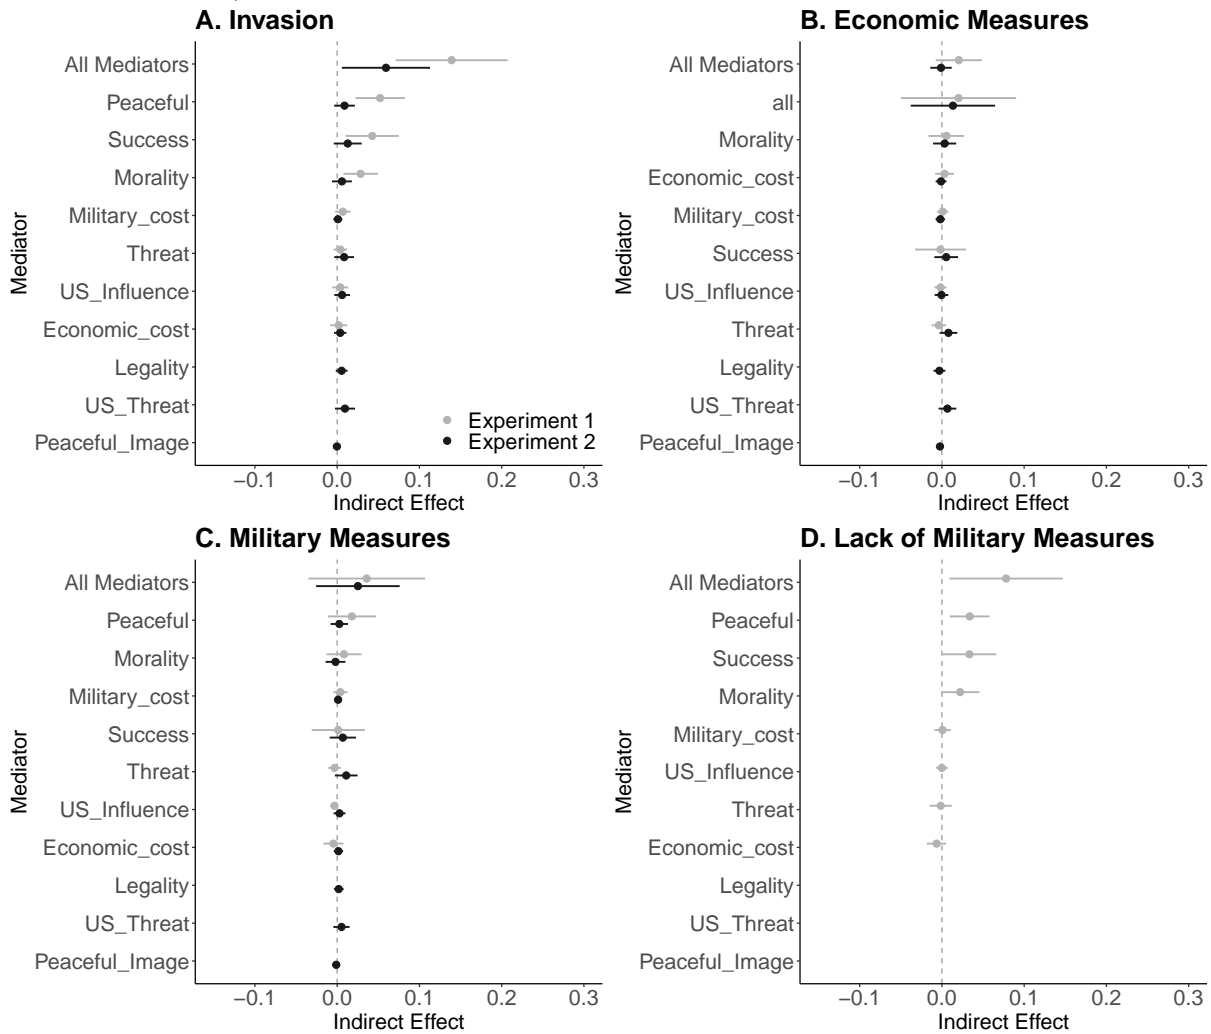 A. Invasion
All Mediators
Peaceful
Success
Morality
Military_cost
Threat
US_Influence
Economic_cost
Legality
US_Threat
Peaceful_Image
Mediator
Experiment 1
Experiment 2
−0.1 0.0 0.1 0.2 0.3
Indirect Effect
B. Economic Measures
All Mediators
all
Morality
Economic_cost
Military_cost
Success
US_Influence
Threat
Legality
US_Threat
Peaceful_Image
Mediator
−0.1 0.0 0.1 0.2 0.3
Indirect Effect
C. Military Measures
All Mediators
Peaceful
Morality
Military_cost
Success
Threat
US_Influence
Economic_cost
Legality
US_Threat
Peaceful_Image
Mediator
−0.1 0.0 0.1 0.2 0.3
Indirect Effect
D. Lack of Military Measures
All Mediators
Peaceful
Success
Morality
Military_cost
US_Influence
Threat
Economic_cost
Legality
US_Threat
Peaceful_Image
Mediator
−0.1 0.0 0.1 0.2 0.3
Indirect Effect